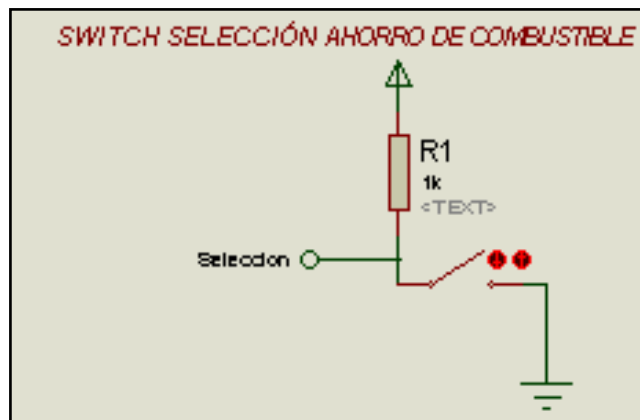 SWITCH SELECCIÓN AHORRO DE COMBUSTIBLE
R1
1k
<TEXT>
Seleccion